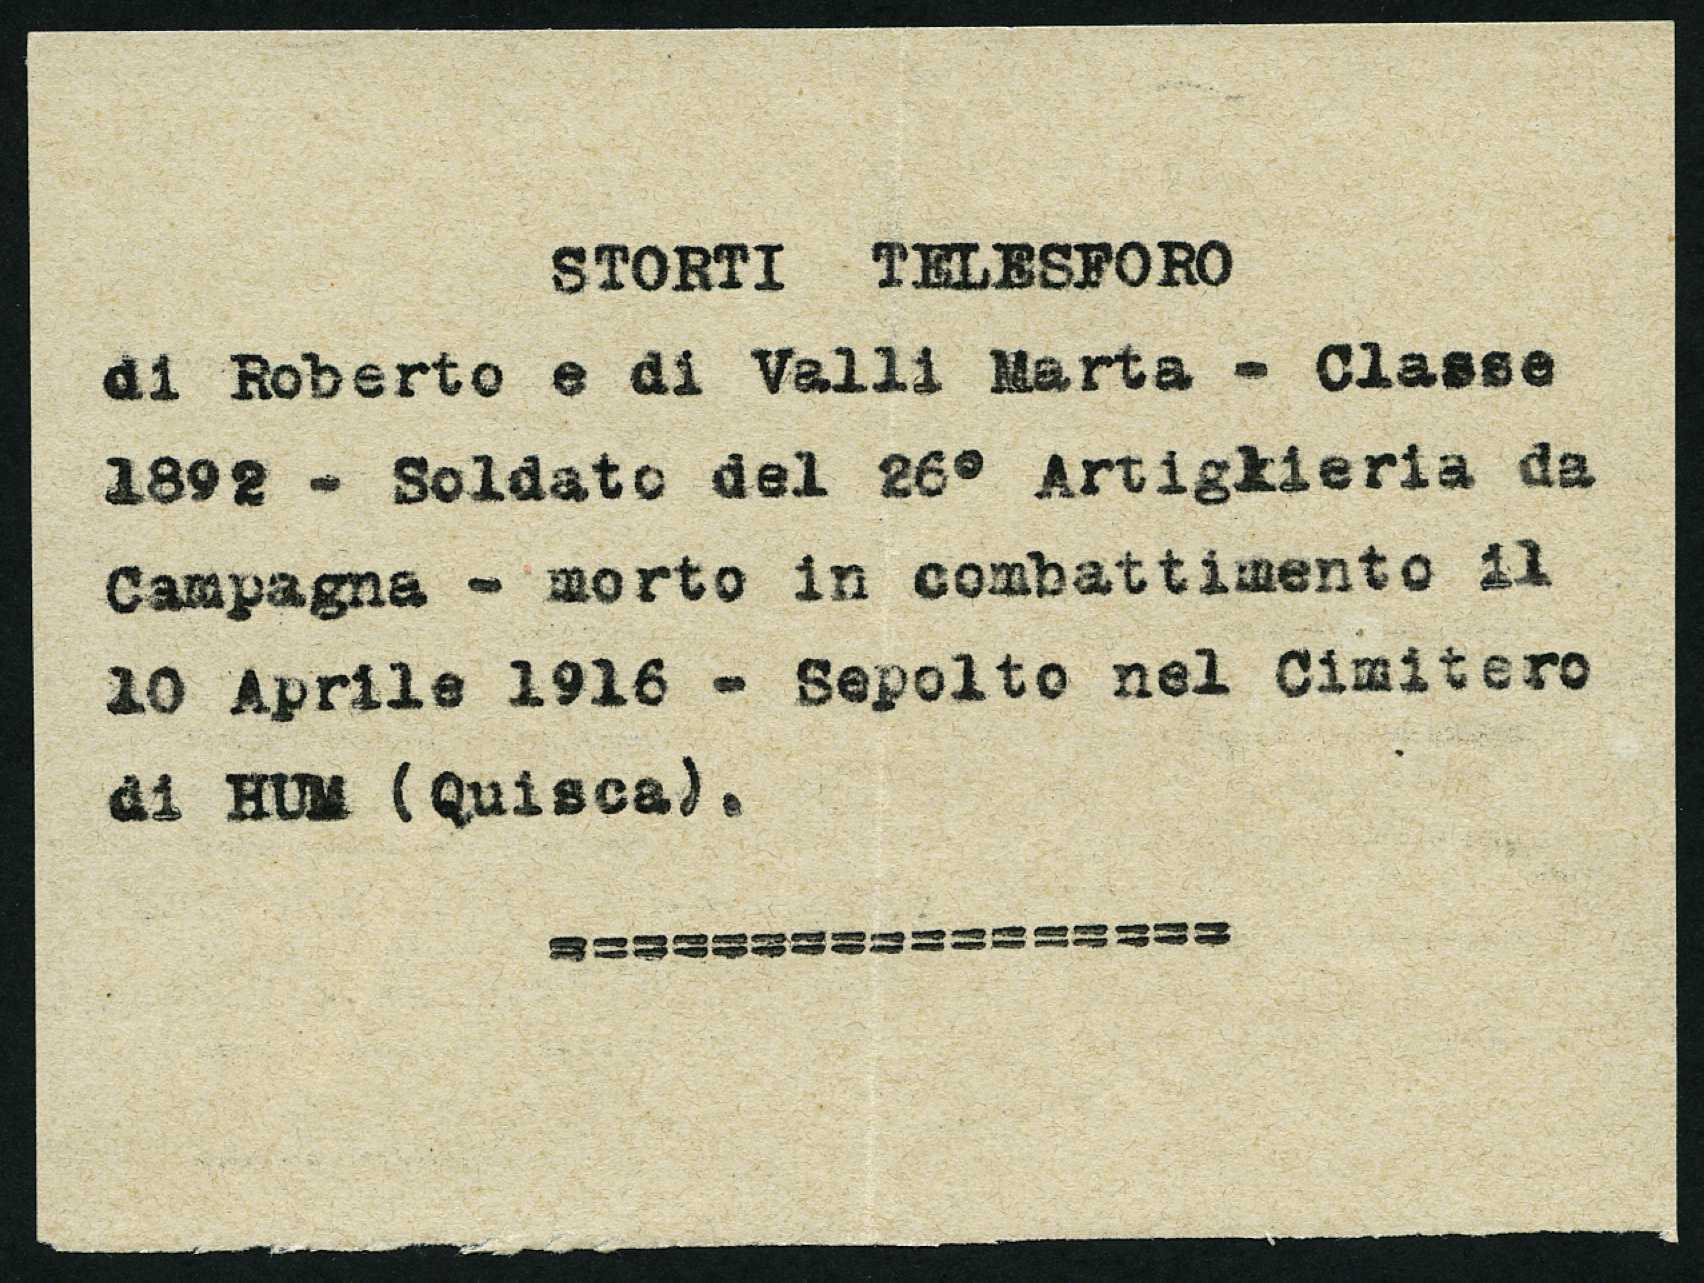 STORTI TELESFORO
di Roberto e di Valli Marta - Classe
1892 - Soldato del 26° Artiglieria da
Campagna - morto in combattimento il
10 Aprile 1916 - Sepolto nel Cimitero
di HUM (Quisca).
=================